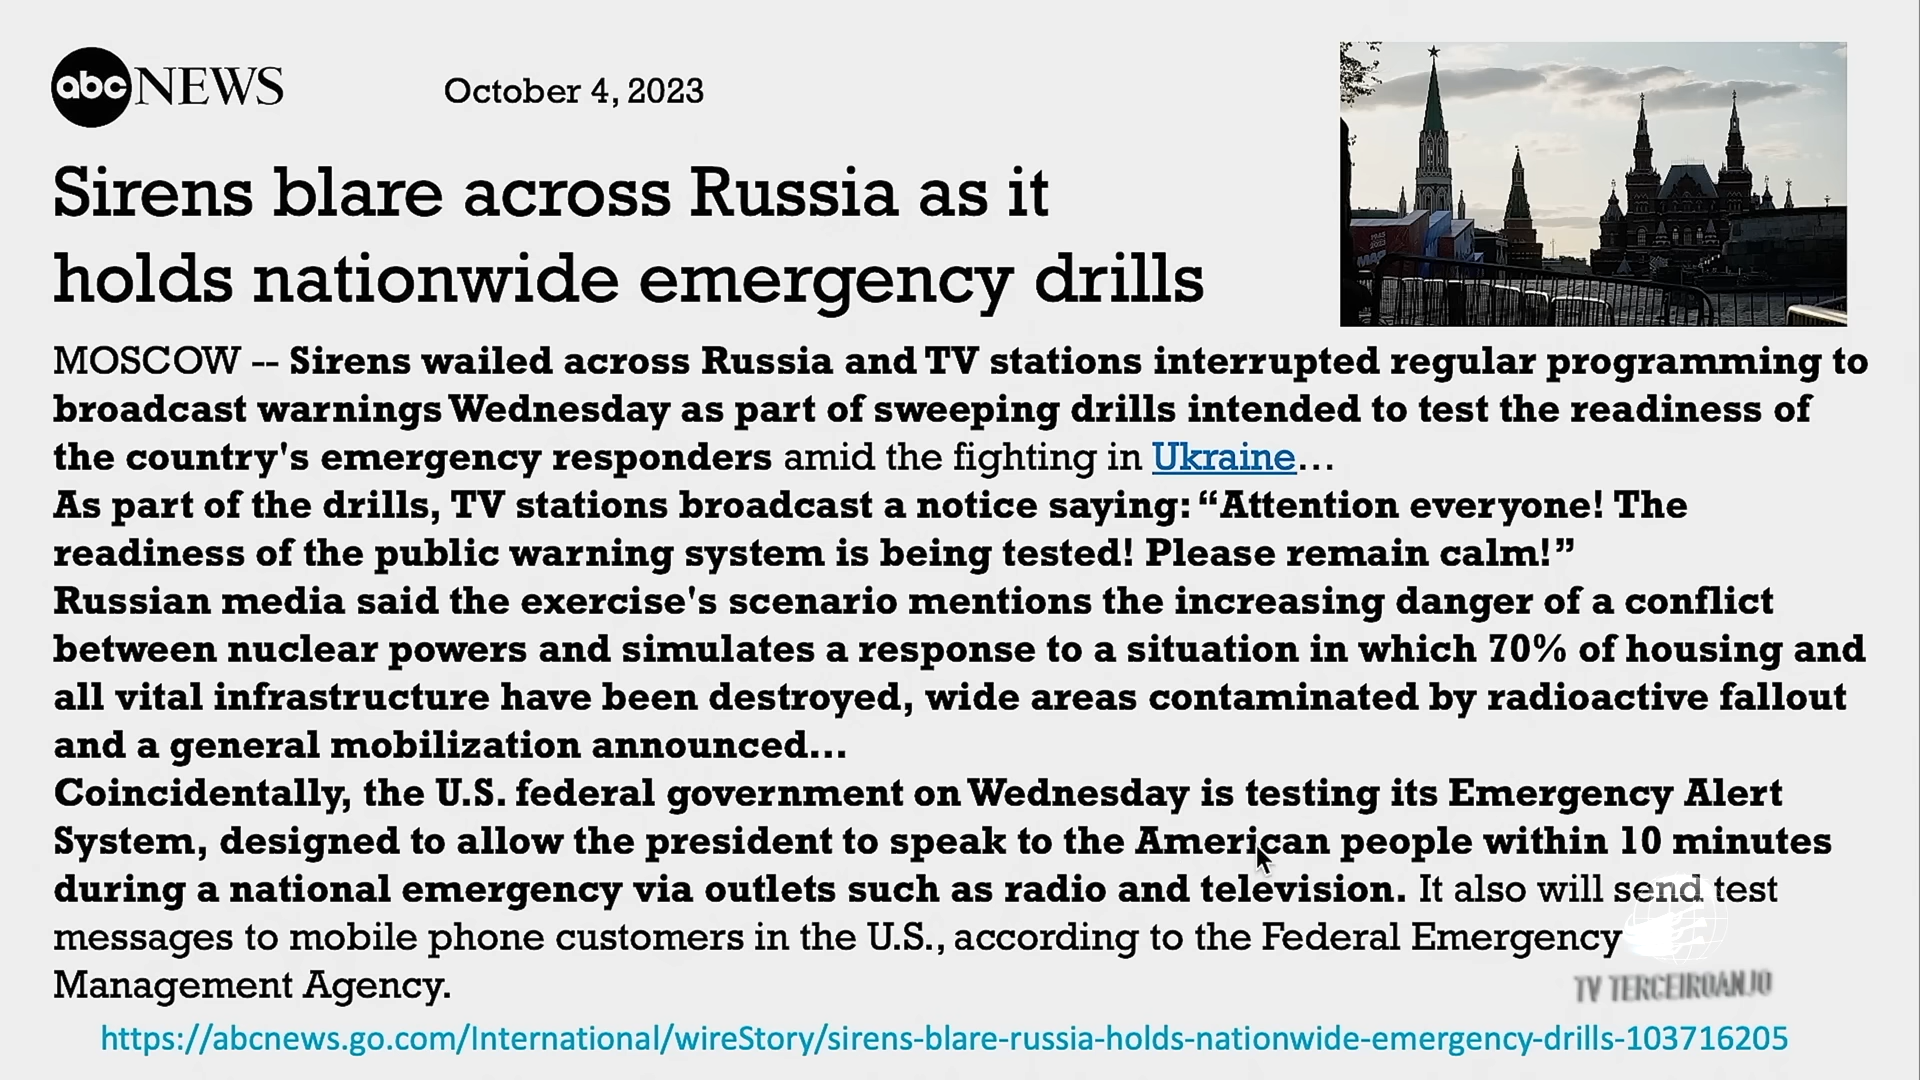 abc NEWS
October 4, 2023
Sirens blare across Russia as it
holds nationwide emergency drills
MOSCOW -- Sirens wailed across Russia and TV stations interrupted regular programming to
broadcast warnings Wednesday as part of sweeping drills intended to test the readiness of
the country's emergency responders amid the fighting in Ukraine…
As part of the drills, TV stations broadcast a notice saying: “Attention everyone! The
readiness of the public warning system is being tested! Please remain calm!”
Russian media said the exercise's scenario mentions the increasing danger of a conflict
between nuclear powers and simulates a response to a situation in which 70% of housing and
all vital infrastructure have been destroyed, wide areas contaminated by radioactive fallout
and a general mobilization announced…
Coincidentally, the U.S. federal government on Wednesday is testing its Emergency Alert
System, designed to allow the president to speak to the American people within 10 minutes
during a national emergency via outlets such as radio and television. It also will send test
messages to mobile phone customers in the U.S., according to the Federal Emergency
Management Agency.
TV TERCEIROANJO
https://abcnews.go.com/International/wireStory/sirens-blare-russia-holds-nationwide-emergency-drills-103716205